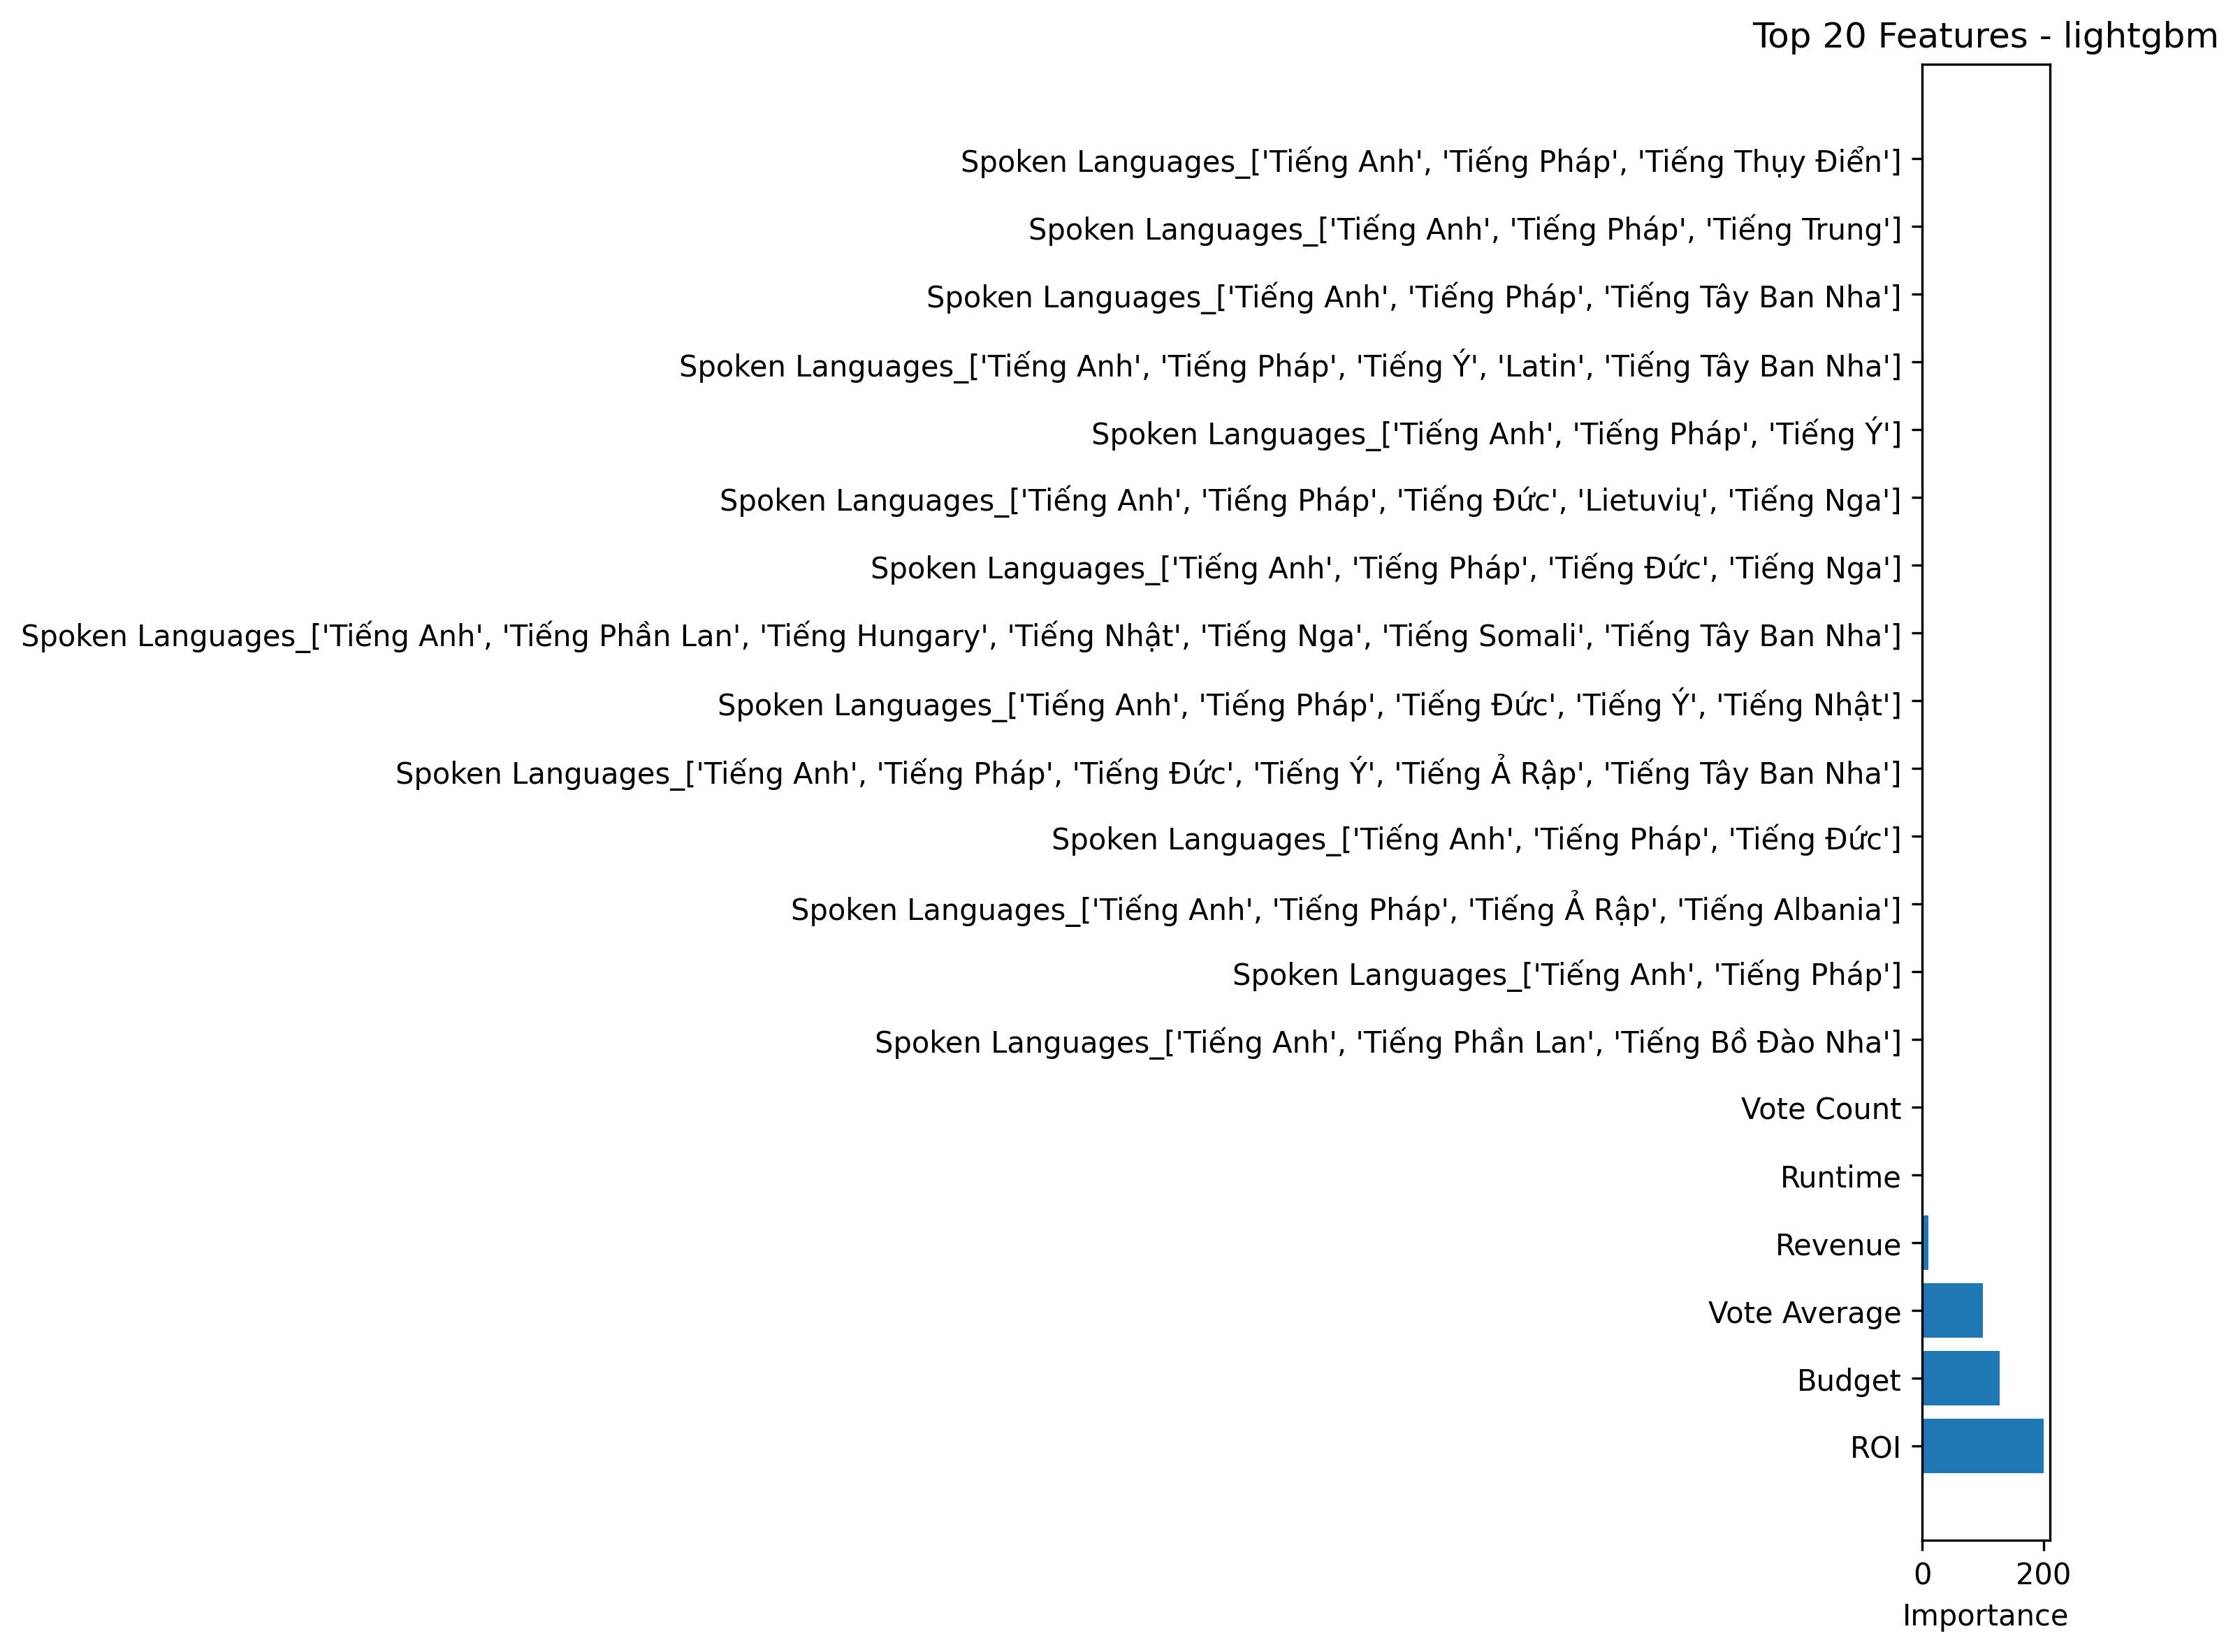 Top 20 Features - lightgbm
Spoken Languages_['Tiếng Anh', 'Tiếng Pháp', 'Tiếng Thụy Điển']
Spoken Languages_['Tiếng Anh', 'Tiếng Pháp', 'Tiếng Trung']
Spoken Languages_['Tiếng Anh', 'Tiếng Pháp', 'Tiếng Tây Ban Nha']
Spoken Languages_['Tiếng Anh', 'Tiếng Pháp', 'Tiếng Ý', 'Latin', 'Tiếng Tây Ban Nha']
Spoken Languages_['Tiếng Anh', 'Tiếng Pháp', 'Tiếng Ý']
Spoken Languages_['Tiếng Anh', 'Tiếng Pháp', 'Tiếng Đức', 'Lietuvių', 'Tiếng Nga']
Spoken Languages_['Tiếng Anh', 'Tiếng Pháp', 'Tiếng Đức', 'Tiếng Nga']
Spoken Languages_['Tiếng Anh', 'Tiếng Phần Lan', 'Tiếng Hungary', 'Tiếng Nhật', 'Tiếng Nga', 'Tiếng Somali', 'Tiếng Tây Ban Nha']
Spoken Languages_['Tiếng Anh', 'Tiếng Pháp', 'Tiếng Đức', 'Tiếng Ý', 'Tiếng Nhật']
Spoken Languages_['Tiếng Anh', 'Tiếng Pháp', 'Tiếng Đức', 'Tiếng Ý', 'Tiếng Ả Rập', 'Tiếng Tây Ban Nha']
Spoken Languages_['Tiếng Anh', 'Tiếng Pháp', 'Tiếng Đức']
Spoken Languages_['Tiếng Anh', 'Tiếng Pháp', 'Tiếng Ả Rập', 'Tiếng Albania']
Spoken Languages_['Tiếng Anh', 'Tiếng Pháp']
Spoken Languages_['Tiếng Anh', 'Tiếng Phần Lan', 'Tiếng Bồ Đào Nha']
Vote Count
Runtime
Revenue
Vote Average
Budget
ROI
0 200
Importance